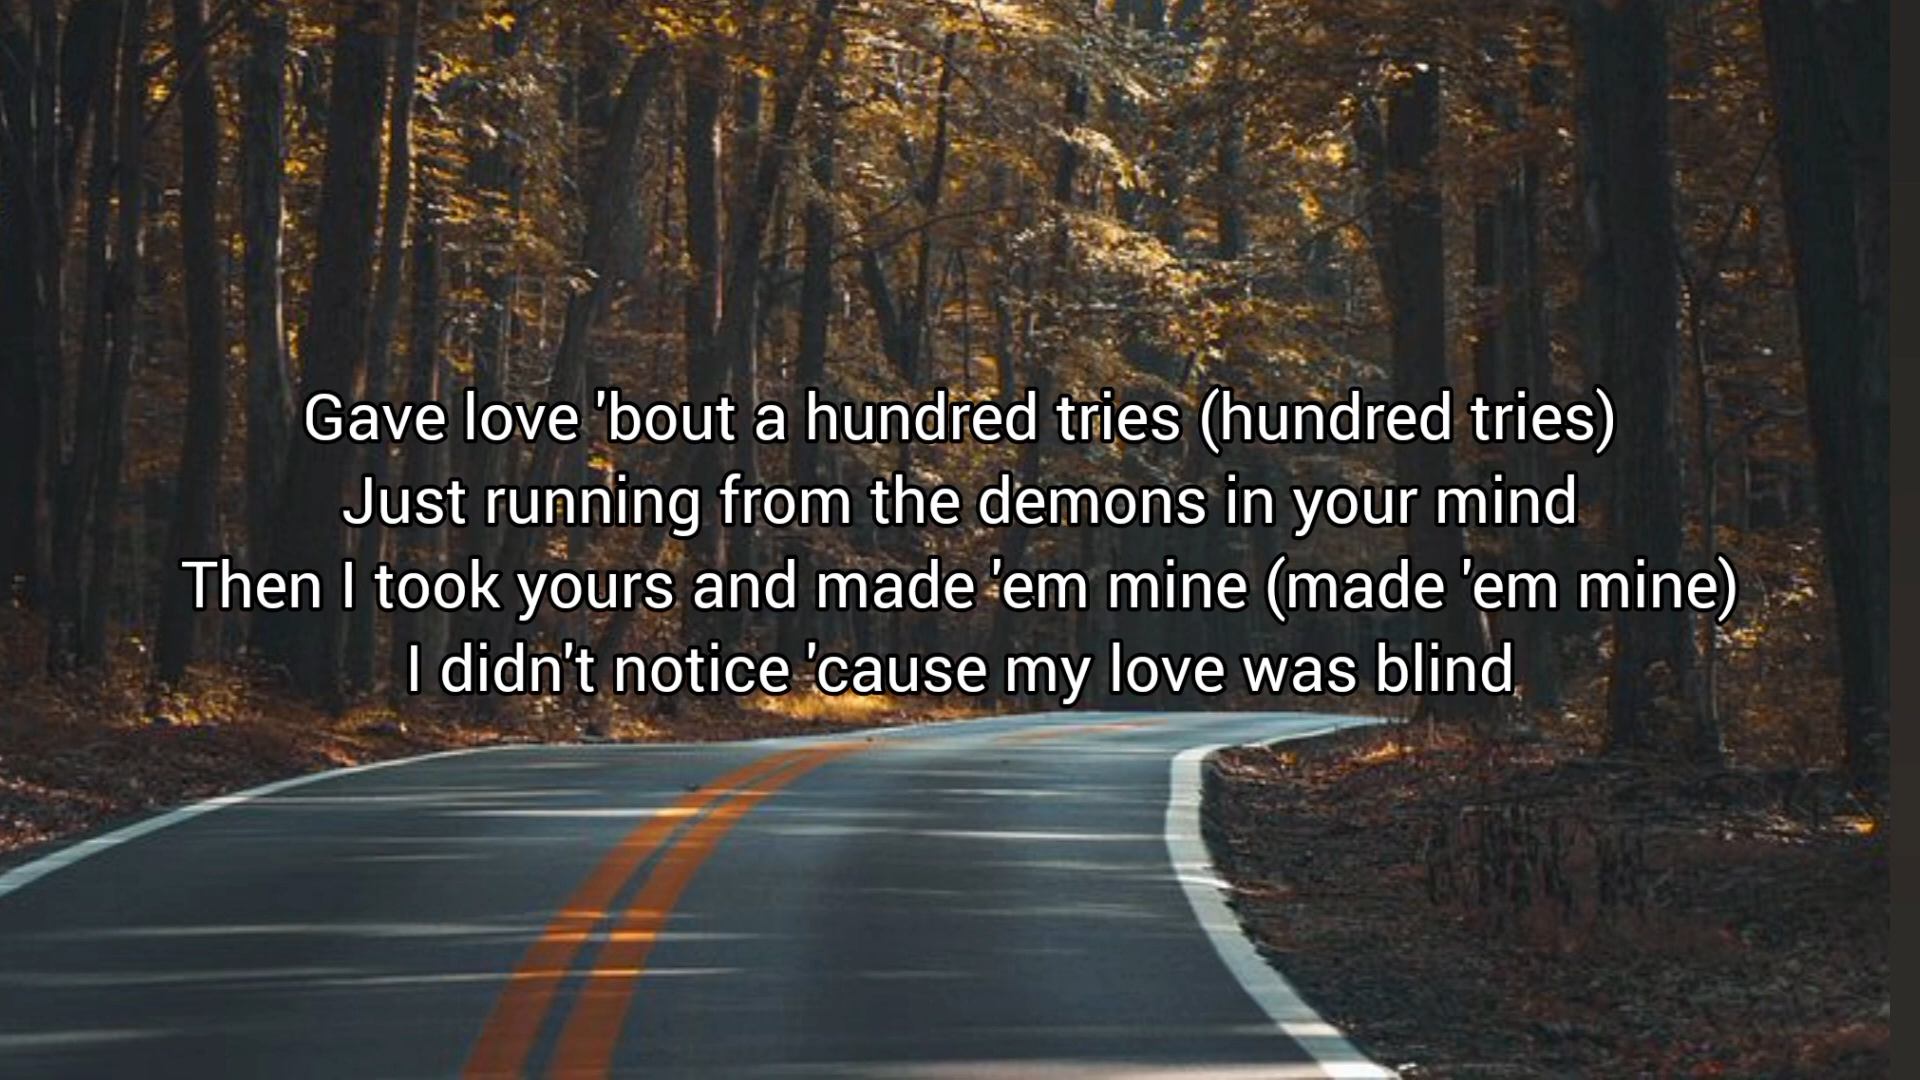 Gave love 'bout a hundred tries (hundred tries)
Just running from the demons in your mind
Then I took yours and made 'em mine (made 'em mine)
I didn't notice 'cause my love was blind